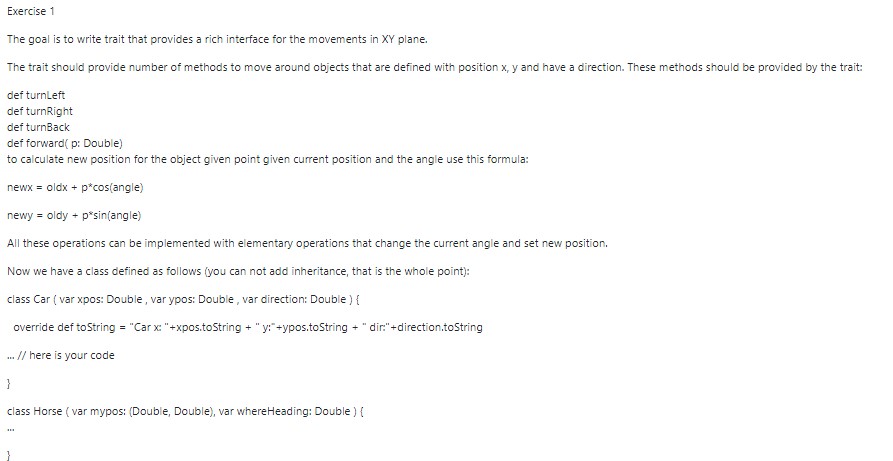 Exercise 1
The goal is to write trait that provides a rich interface for the movements in XY plane.
The trait should provide number of methods to move around objects that are defined with position x, y and have a direction. These methods should be provided by the trait:
def turnLeft
def turnRight
def turnBack
def forward( p: Double)
to calculate new position for the object given point given current position and the angle use this formula:
newx = oldx + p*cos(angle)
newy = oldy + p*sin(angle)
All these operations can be implemented with elementary operations that change the current angle and set new position.
Now we have a class defined as follows (you can not add inheritance, that is the whole point):
class Car ( var xpos: Double , var ypos: Double , var direction: Double ) {
override def toString = "Car x: "+xpos.toString + " y:"+ypos.toString + " dir:"+direction.toString
... // here is your code
}
class Horse ( var mypos: (Double, Double), var whereHeading: Double ) {
...
}